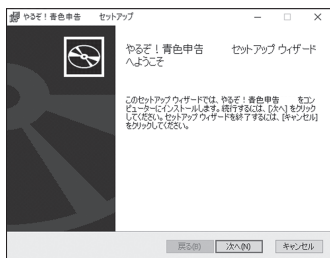 やるぞ！青色申告 セットアップ
やるぞ！青色申告 セットアップ ウィザード
へようこそ
このセットアップ ウィザードでは、やるぞ！青色申告 をコン
ピューターにインストールします。続行するには、[次へ] をクリック
してください。セットアップ ウィザードを終了するには、[キャンセル]
をクリックしてください。
戻る(B) 次へ(N) キャンセル